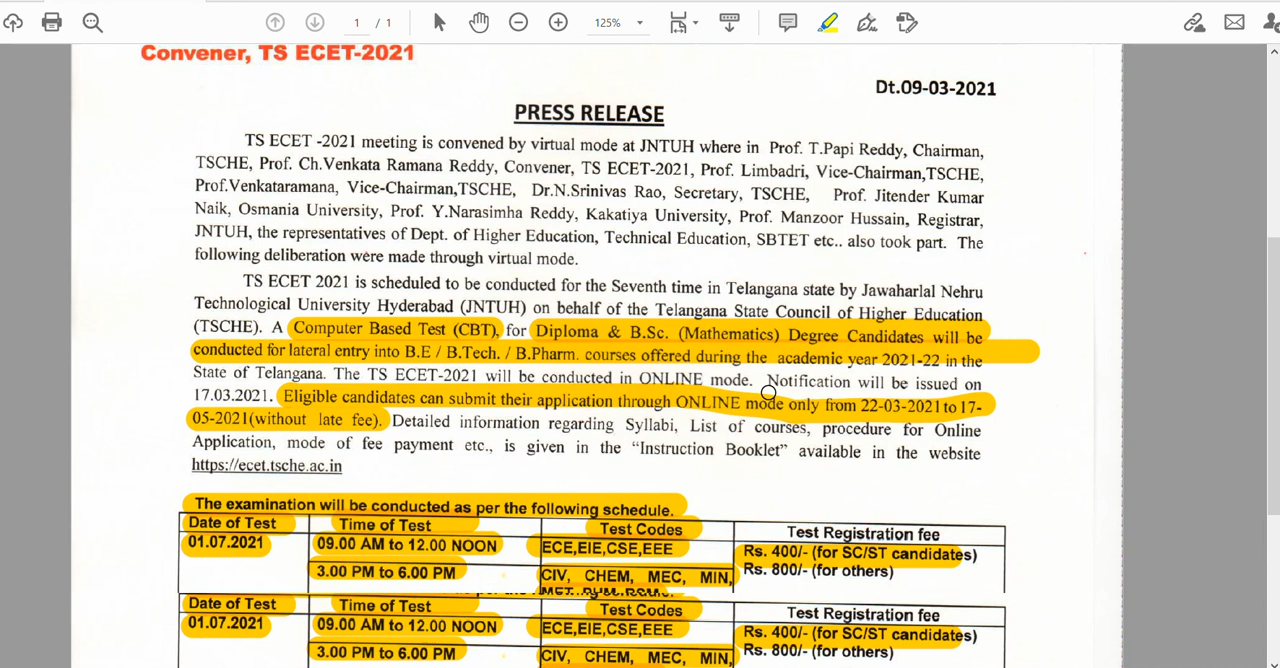 1 / 1
125%
Convener, TS ECET-2021
Dt.09-03-2021
PRESS RELEASE
TS ECET -2021 meeting is convened by virtual mode at JNTUH where in Prof. T.Papi Reddy, Chairman,
TSCHE, Prof. Ch.Venkata Ramana Reddy, Convener, TS ECET-2021, Prof. Limbadri, Vice-Chairman,TSCHE,
Prof.Venkataramana, Vice-Chairman,TSCHE, Dr.N.Srinivas Rao, Secretary, TSCHE, Prof. Jitender Kumar
Naik, Osmania University, Prof. Y.Narasimha Reddy, Kakatiya University, Prof. Manzoor Hussain, Registrar,
JNTUH, the representatives of Dept. of Higher Education, Technical Education, SBTET etc.. also took part. The
following deliberation were made through virtual mode.
TS ECET 2021 is scheduled to be conducted for the Seventh time in Telangana state by Jawaharlal Nehru
Technological University Hyderabad (JNTUH) on behalf of the Telangana State Council of Higher Education
(TSCHE). A Computer Based Test (CBT), for Diploma & B.Sc. (Mathematics) Degree Candidates will be
conducted for lateral entry into B.E / B.Tech. / B.Pharm. courses offered during the academic year 2021-22 in the
State of Telangana. The TS ECET-2021 will be conducted in ONLINE mode. Notification will be issued on
17.03.2021. Eligible candidates can submit their application through ONLINE mode only from 22-03-2021 to 17-
05-2021(without late fee). Detailed information regarding Syllabi, List of courses, procedure for Online
Application, mode of fee payment etc., is given in the “Instruction Booklet” available in the website
https://ecet.tsche.ac.in
The examination will be conducted as per the following schedule.
Date of Test Time of Test Test Codes Test Registration fee
01.07.2021 09.00 AM to 12.00 NOON ECE,EIE,CSE,EEE Rs. 400/- (for SC/ST candidates)
3.00 PM to 6.00 PM CIV, CHEM, MEC, MIN, Rs. 800/- (for others)
Date of Test Time of Test Test Codes Test Registration fee
01.07.2021 09.00 AM to 12.00 NOON ECE,EIE,CSE,EEE Rs. 400/- (for SC/ST candidates)
3.00 PM to 6.00 PM CIV, CHEM, MEC, MIN, Rs. 800/- (for others)